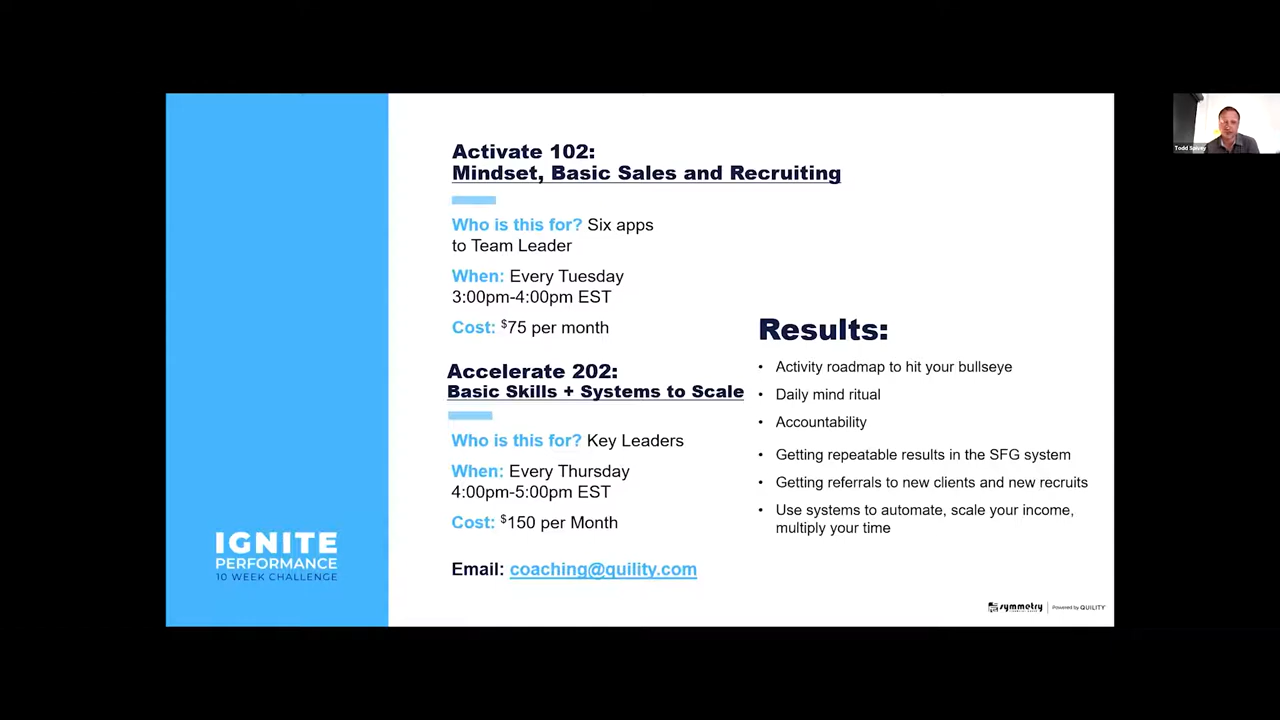 Activate 102:
Mindset, Basic Sales and Recruiting
Who is this for? Six apps
to Team Leader
When: Every Tuesday
3:00pm-4:00pm EST
Cost: $75 per month
Accelerate 202:
Basic Skills + Systems to Scale
Who is this for? Key Leaders
When: Every Thursday
4:00pm-5:00pm EST
Cost: $150 per Month
Email: coaching@quility.com
Results:
• Activity roadmap to hit your bullseye
• Daily mind ritual
• Accountability
• Getting repeatable results in the SFG system
• Getting referrals to new clients and new recruits
• Use systems to automate, scale your income,
multiply your time
IGNITE
PERFORMANCE
10 WEEK CHALLENGE
symmetry
Powered by QUILITY
Todd Spivey